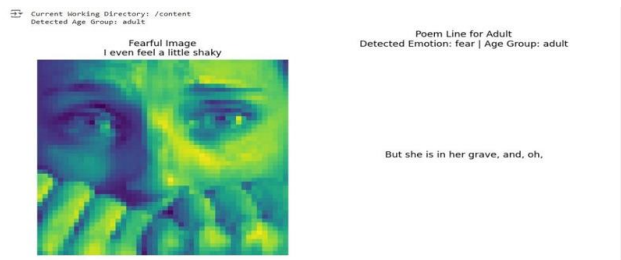 Current Working Directory: /content
Detected Age Group: adult
Fearful Image
I even feel a little shaky
Poem Line for Adult
Detected Emotion: fear | Age Group: adult
But she is in her grave, and, oh,